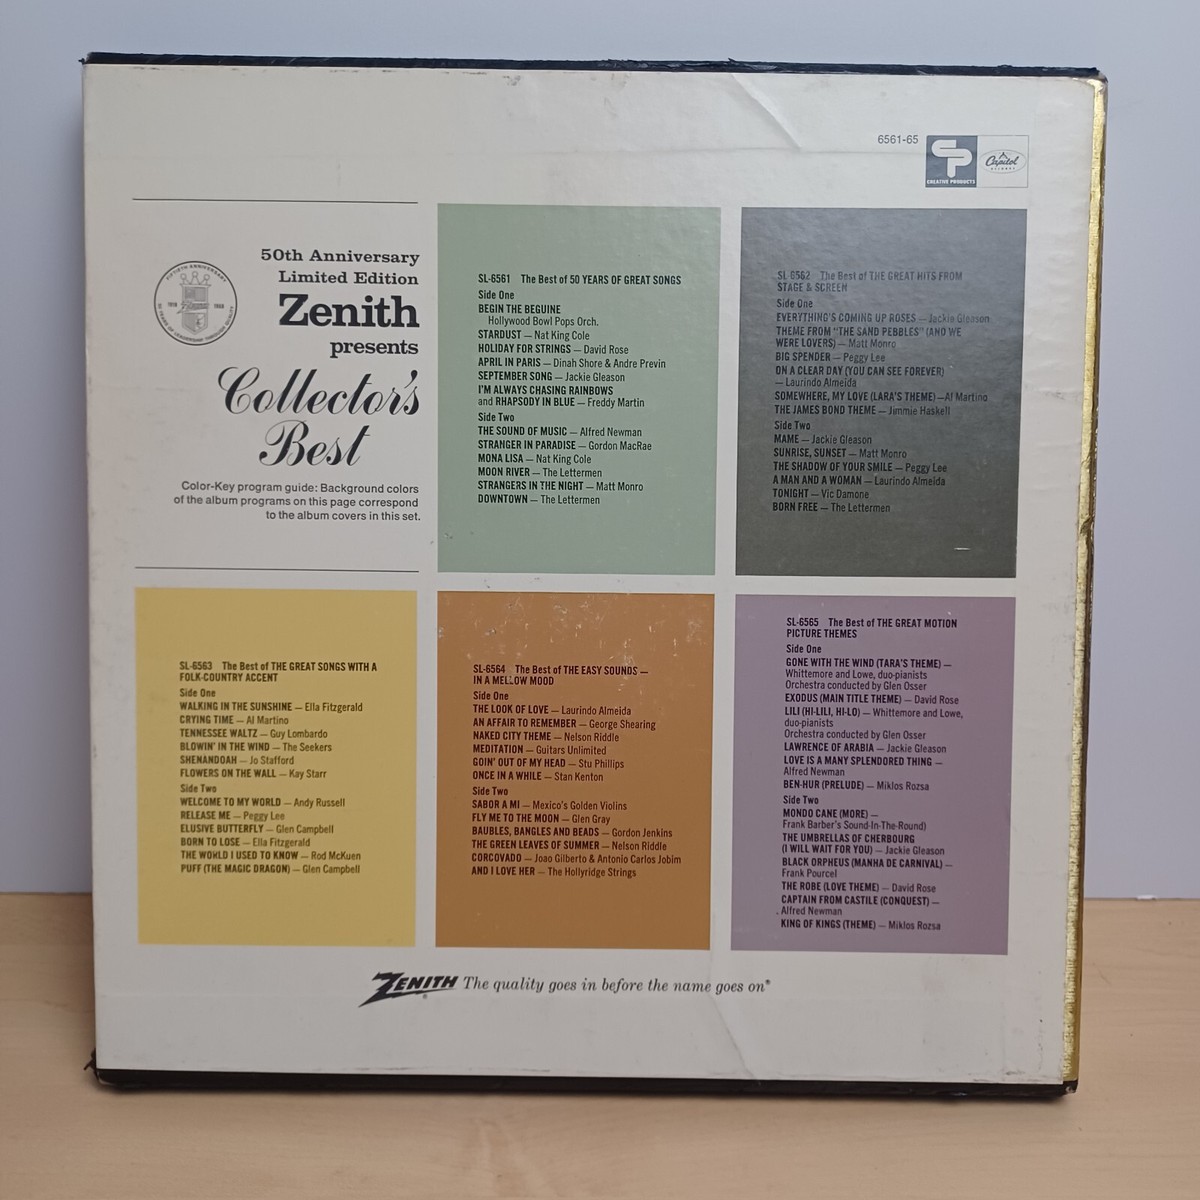 6561-65
CP
CREATIVE PRODUCTS
Capitol
RECORDS
FIFTIETH ANNIVERSARY
1918 Zenith 1968
50 YEARS OF LEADERSHIP THROUGH QUALITY
50th Anniversary
Limited Edition
Zenith
presents
Collector's
Best
Color-Key program guide: Background colors
of the album programs on this page correspond
to the album covers in this set.
SL-6561 The Best of 50 YEARS OF GREAT SONGS
Side One
BEGIN THE BEGUINE
Hollywood Bowl Pops Orch.
STARDUST — Nat King Cole
HOLIDAY FOR STRINGS — David Rose
APRIL IN PARIS — Dinah Shore & Andre Previn
SEPTEMBER SONG — Jackie Gleason
I'M ALWAYS CHASING RAINBOWS
and RHAPSODY IN BLUE — Freddy Martin
Side Two
THE SOUND OF MUSIC — Alfred Newman
STRANGER IN PARADISE — Gordon MacRae
MONA LISA — Nat King Cole
MOON RIVER — The Lettermen
STRANGERS IN THE NIGHT — Matt Monro
DOWNTOWN — The Lettermen
SL-6562 The Best of THE GREAT HITS FROM
STAGE & SCREEN
Side One
EVERYTHING'S COMING UP ROSES — Jackie Gleason
THEME FROM "THE SAND PEBBLES" (AND WE
WERE LOVERS) — Matt Monro
BIG SPENDER — Peggy Lee
ON A CLEAR DAY (YOU CAN SEE FOREVER)
— Laurindo Almeida
SOMEWHERE, MY LOVE (LARA'S THEME) — Al Martino
THE JAMES BOND THEME — Jimmie Haskell
Side Two
MAME — Jackie Gleason
SUNRISE, SUNSET — Matt Monro
THE SHADOW OF YOUR SMILE — Peggy Lee
A MAN AND A WOMAN — Laurindo Almeida
TONIGHT — Vic Damone
BORN FREE — The Lettermen
SL-6563 The Best of THE GREAT SONGS WITH A
FOLK-COUNTRY ACCENT
Side One
WALKING IN THE SUNSHINE — Ella Fitzgerald
CRYING TIME — Al Martino
TENNESSEE WALTZ — Guy Lombardo
BLOWIN' IN THE WIND — The Seekers
SHENANDOAH — Jo Stafford
FLOWERS ON THE WALL — Kay Starr
Side Two
WELCOME TO MY WORLD — Andy Russell
RELEASE ME — Peggy Lee
ELUSIVE BUTTERFLY — Glen Campbell
BORN TO LOSE — Ella Fitzgerald
THE WORLD I USED TO KNOW — Rod McKuen
PUFF (THE MAGIC DRAGON) — Glen Campbell
SL-6564 The Best of THE EASY SOUNDS —
IN A MELLOW MOOD
Side One
THE LOOK OF LOVE — Laurindo Almeida
AN AFFAIR TO REMEMBER — George Shearing
NAKED CITY THEME — Nelson Riddle
MEDITATION — Guitars Unlimited
GOIN' OUT OF MY HEAD — Stu Phillips
ONCE IN A WHILE — Stan Kenton
Side Two
SABOR A MI — Mexico's Golden Violins
FLY ME TO THE MOON — Glen Gray
BAUBLES, BANGLES AND BEADS — Gordon Jenkins
THE GREEN LEAVES OF SUMMER — Nelson Riddle
CORCOVADO — Joao Gilberto & Antonio Carlos Jobim
AND I LOVE HER — The Hollyridge Strings
SL-6565 The Best of THE GREAT MOTION
PICTURE THEMES
Side One
GONE WITH THE WIND (TARA'S THEME) —
Whittemore and Lowe, duo-pianists
Orchestra conducted by Glen Osser
EXODUS (MAIN TITLE THEME) — David Rose
LILI (HI-LILI, HI-LO) — Whittemore and Lowe,
duo-pianists
Orchestra conducted by Glen Osser
LAWRENCE OF ARABIA — Jackie Gleason
LOVE IS A MANY SPLENDORED THING —
Alfred Newman
BEN-HUR (PRELUDE) — Miklos Rozsa
Side Two
MONDO CANE (MORE) —
Frank Barber's Sound-In-The-Round)
THE UMBRELLAS OF CHERBOURG
(I WILL WAIT FOR YOU) — Jackie Gleason
BLACK ORPHEUS (MANHA DE CARNIVAL) —
Frank Pourcel
THE ROBE (LOVE THEME) — David Rose
CAPTAIN FROM CASTILE (CONQUEST) —
Alfred Newman
KING OF KINGS (THEME) — Miklos Rozsa
ZENITH® The quality goes in before the name goes on®